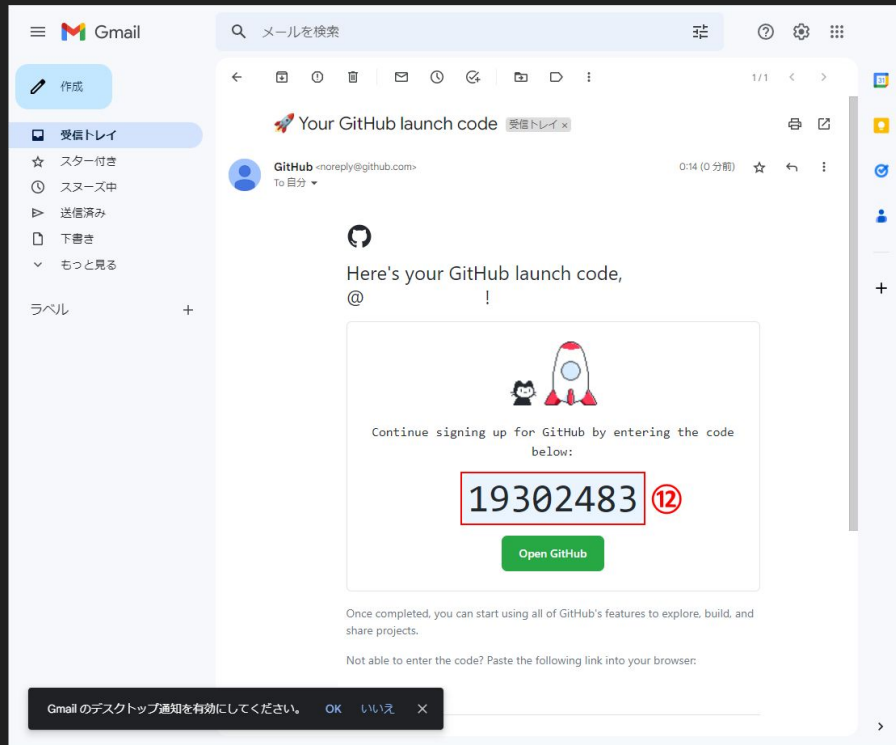 Gmail
メールを検索
作成
1/1
受信トレイ
スター付き
スヌーズ中
送信済み
下書き
もっと見る
ラベル
Your GitHub launch code 受信トレイ ×
GitHub <noreply@github.com> 0:14 (0 分前)
To 自分
Here's your GitHub launch code,
@ !
Continue signing up for GitHub by entering the code
below:
19302483 ⑫
Open GitHub
Once completed, you can start using all of GitHub's features to explore, build, and
share projects.
Not able to enter the code? Paste the following link into your browser:
Gmail のデスクトップ通知を有効にしてください。 OK いいえ ×
31